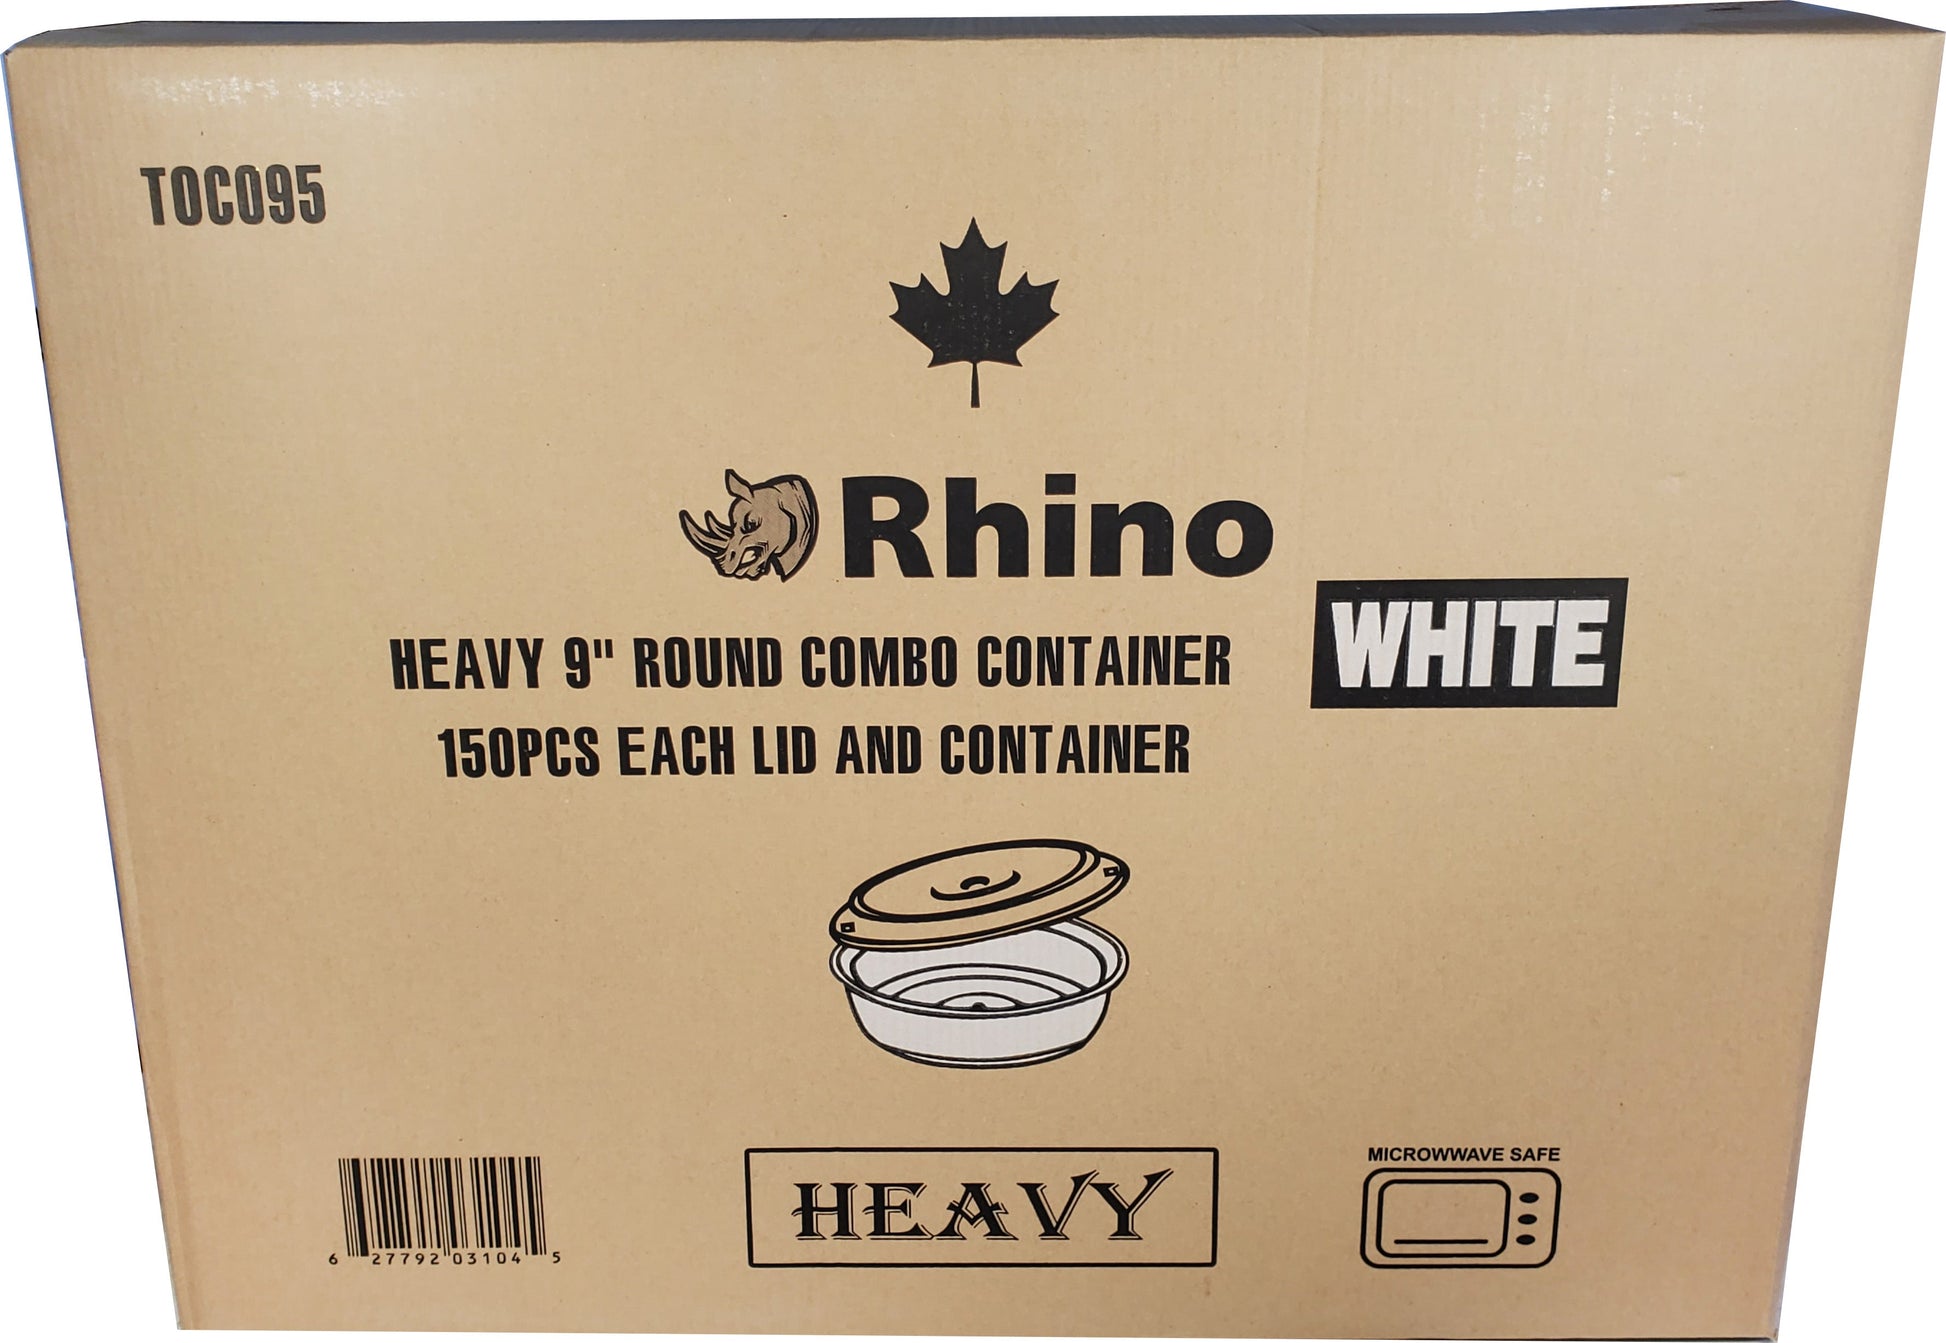 TOC095
Rhino
WHITE
HEAVY 9" ROUND COMBO CONTAINER
150PCS EACH LID AND CONTAINER
MICROWWAVE SAFE
HEAVY
6 27792 03104 5